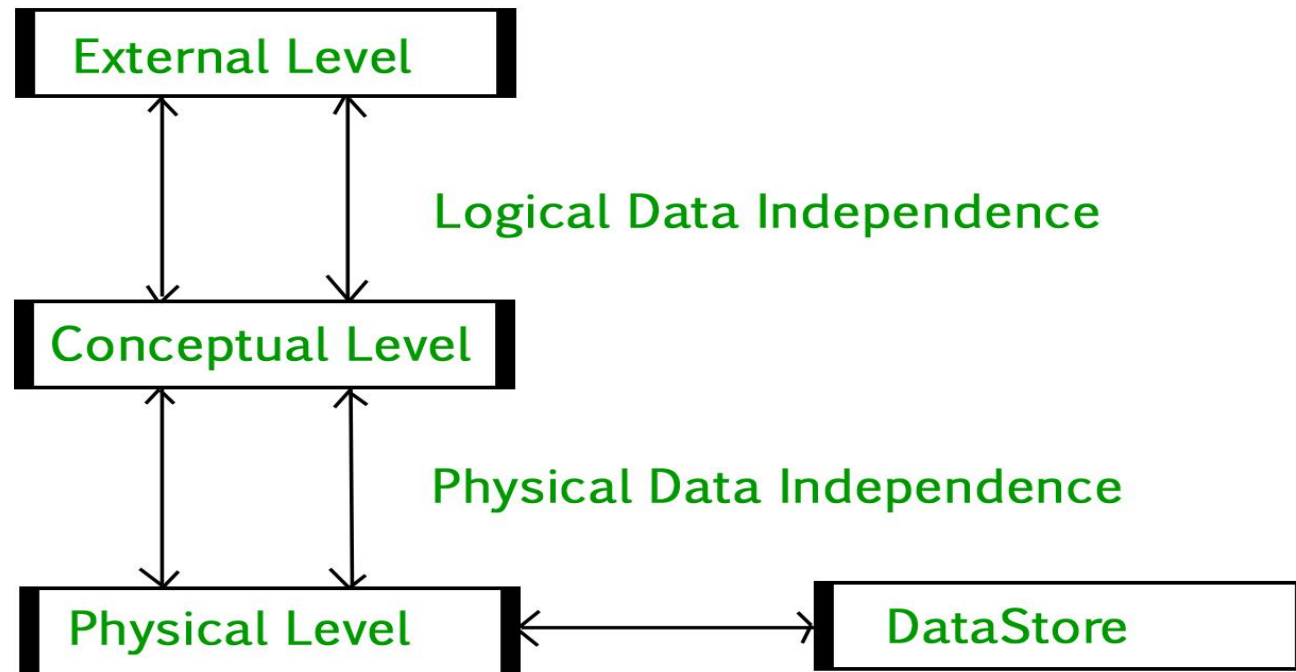 External Level
Logical Data Independence
Conceptual Level
Physical Data Independence
Physical Level
DataStore